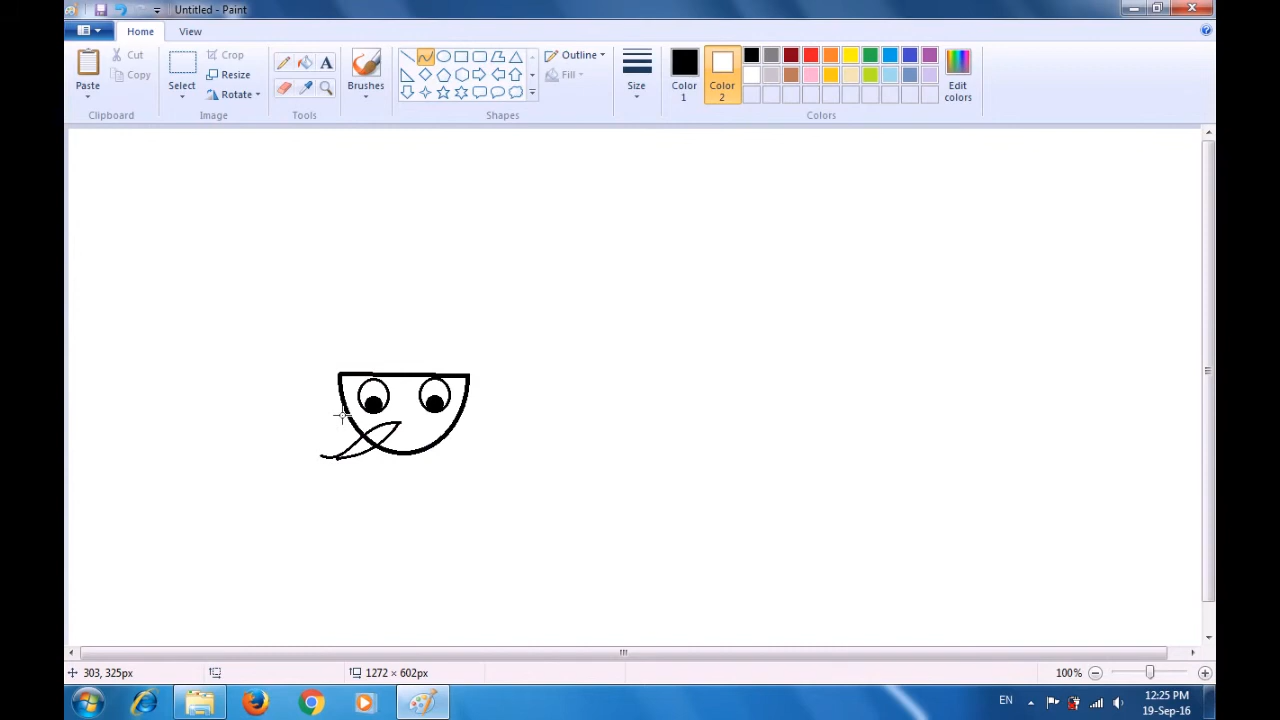 Untitled - Paint
Home View
Paste Cut Copy
Clipboard
Select Crop Resize Rotate
Image
A
Tools
Brushes
Outline Fill
Shapes
Size
Color 1
Color 2
Edit colors
Colors
303, 325px
1272 × 602px
100%
EN
12:25 PM
19-Sep-16